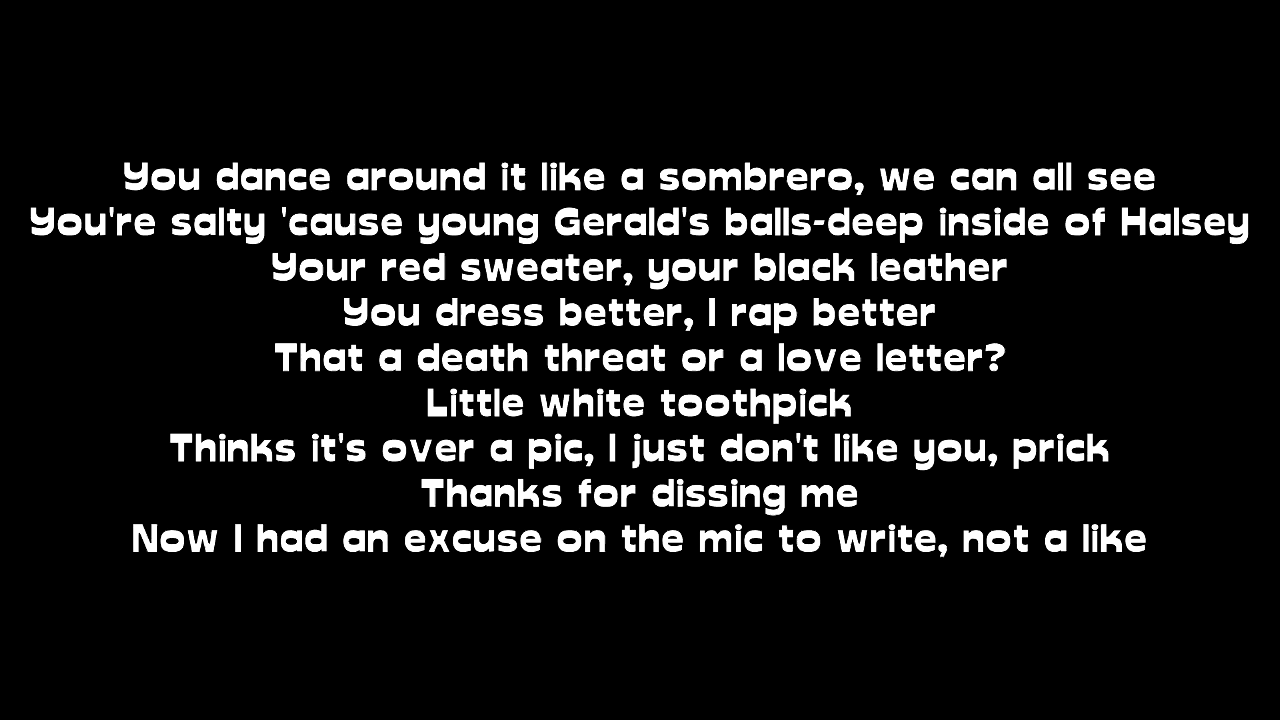 You dance around it like a sombrero, we can all see
You're salty 'cause young Gerald's balls-deep inside of Halsey
Your red sweater, your black leather
You dress better, I rap better
That a death threat or a love letter?
Little white toothpick
Thinks it's over a pic, I just don't like you, prick
Thanks for dissing me
Now I had an excuse on the mic to write, not a like